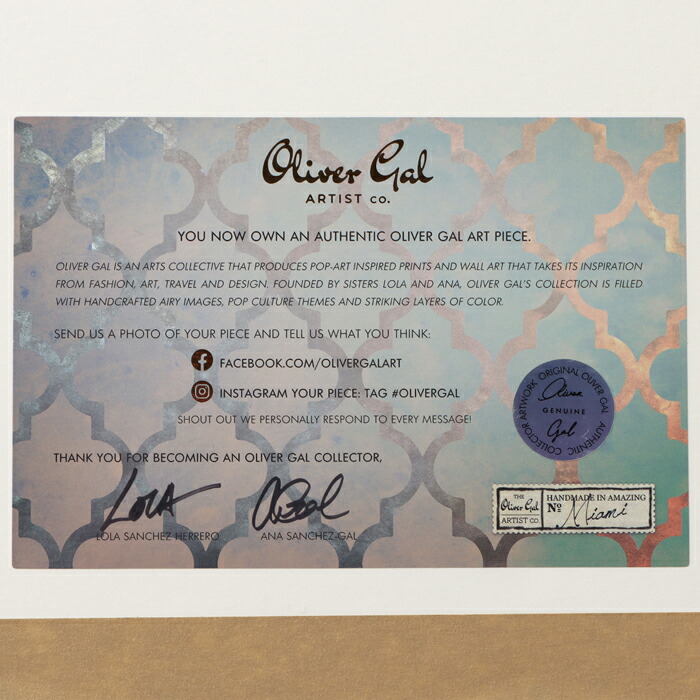 Oliver Gal
ARTIST CO.
YOU NOW OWN AN AUTHENTIC OLIVER GAL ART PIECE.
OLIVER GAL IS AN ARTS COLLECTIVE THAT PRODUCES POP-ART INSPIRED PRINTS AND WALL ART THAT TAKES ITS INSPIRATION
FROM FASHION, ART, TRAVEL AND DESIGN. FOUNDED BY SISTERS LOLA AND ANA, OLIVER GAL'S COLLECTION IS FILLED
WITH HANDCRAFTED AIRY IMAGES, POP CULTURE THEMES AND STRIKING LAYERS OF COLOR.
SEND US A PHOTO OF YOUR PIECE AND TELL US WHAT YOU THINK:
FACEBOOK.COM/OLIVERGALART
INSTAGRAM YOUR PIECE: TAG #OLIVERGAL
SHOUT OUT WE PERSONALLY RESPOND TO EVERY MESSAGE!
ORIGINAL OLIVER GAL
AUTHENTIC COLLECTOR ARTWORK
Oliver
GENUINE
Gal
THANK YOU FOR BECOMING AN OLIVER GAL COLLECTOR,
LOLA
LOLA SANCHEZ HERRERO
ANA SANCHEZ-GAL
THE
Oliver Gal
ARTIST CO.
HANDMADE IN AMAZING
Nº Miami